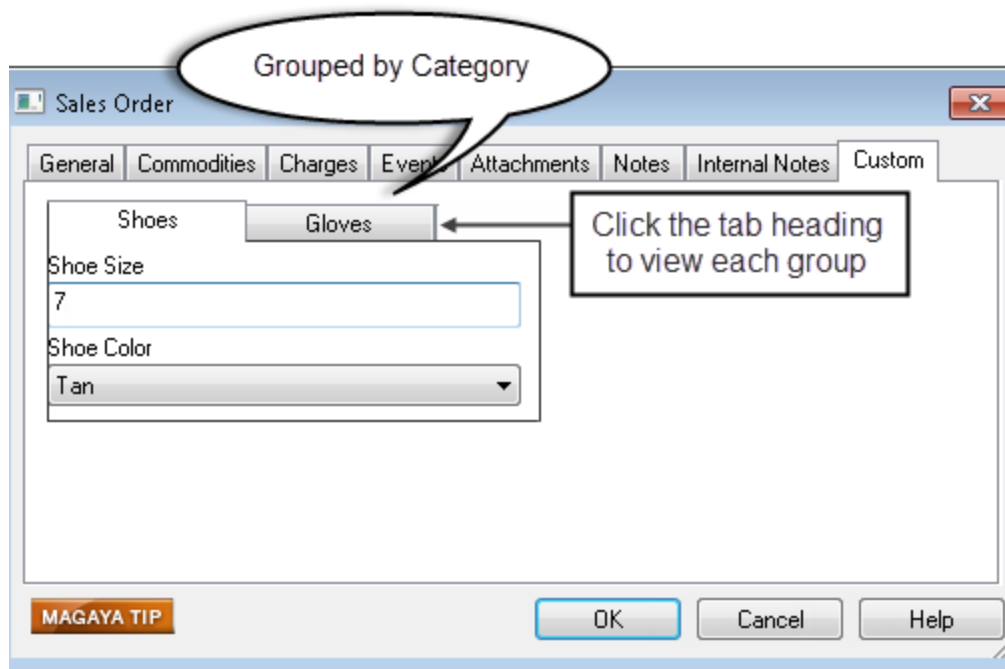 Grouped by Category
Sales Order
General Commodities Charges Events Attachments Notes Internal Notes Custom
Shoes Gloves
Click the tab heading
to view each group
Shoe Size
7
Shoe Color
Tan
MAGAYA TIP
OK Cancel Help